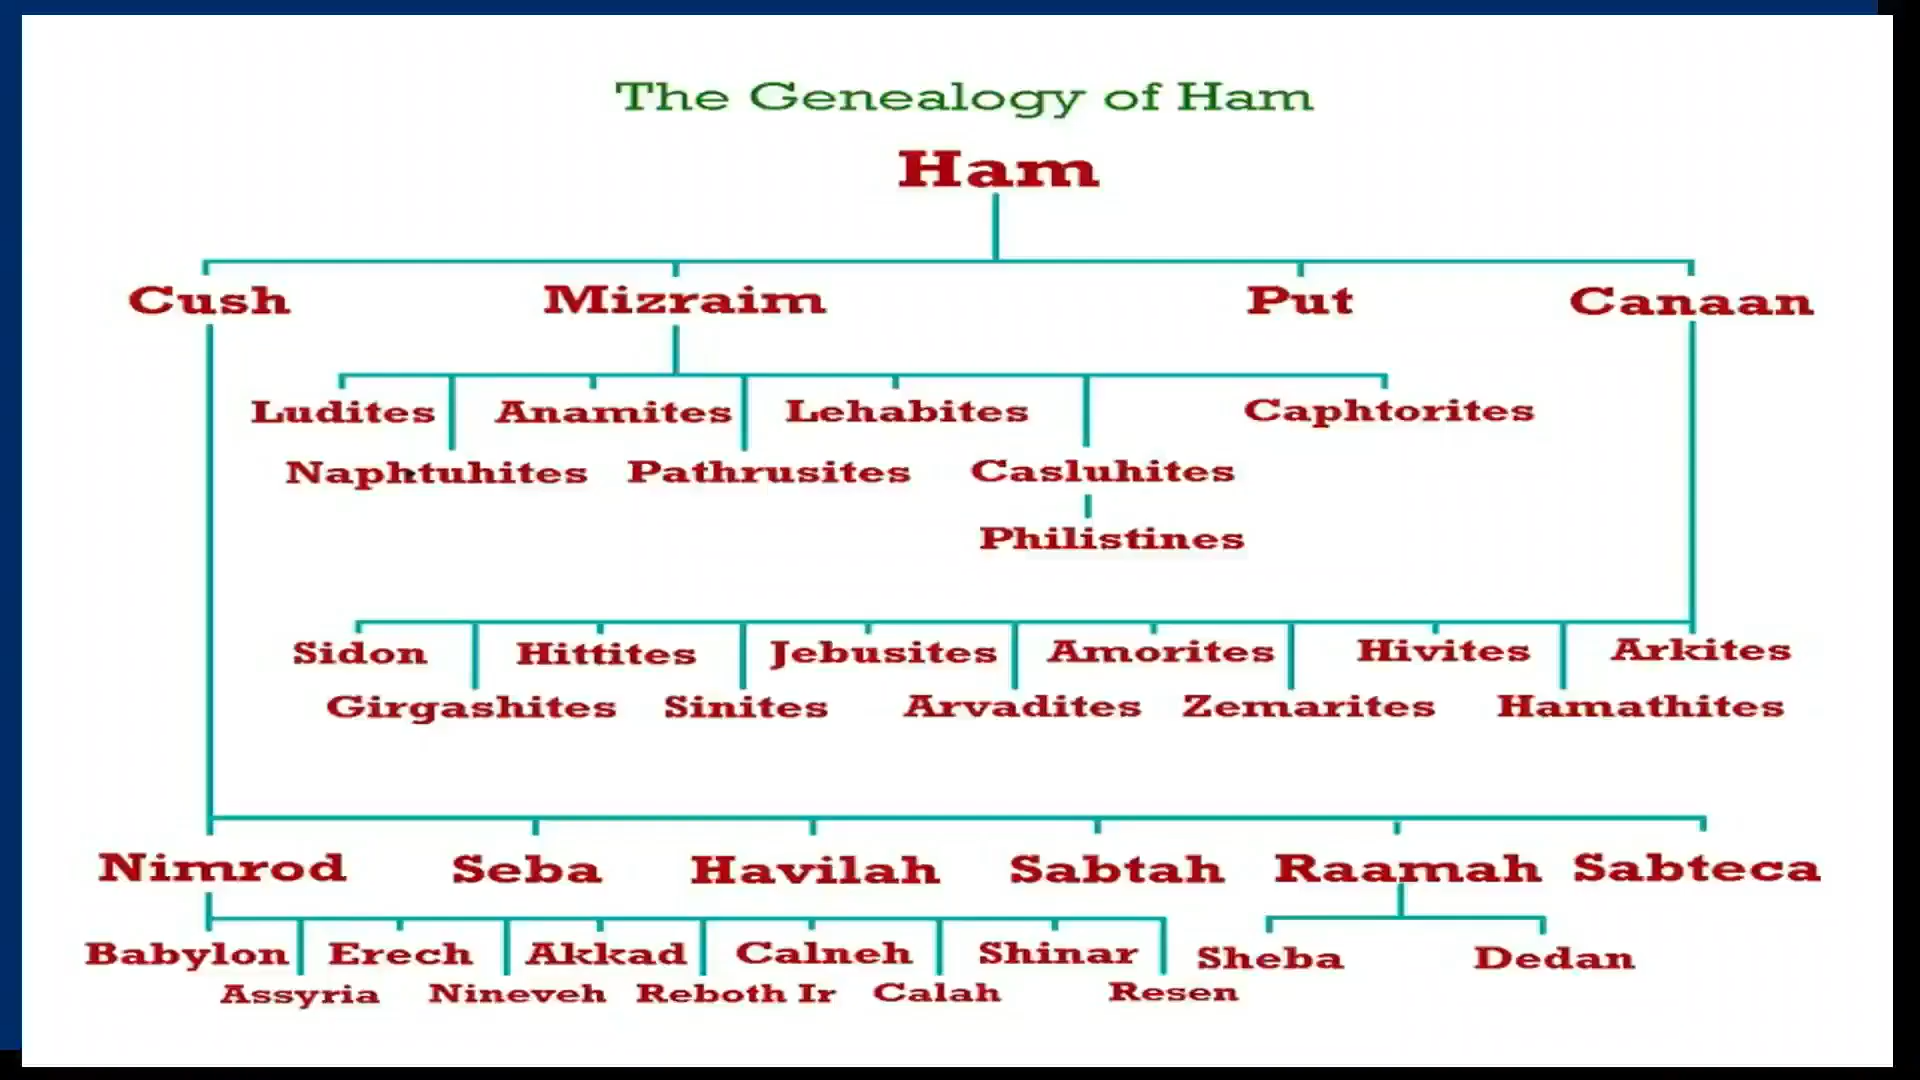 The Genealogy of Ham
Ham
Cush Mizraim Put Canaan
Ludites Anamites Lehabites Caphtorites
Naphtuhites Pathrusites Casluhites
Philistines
Sidon Hittites Jebusites Amorites Hivites Arkites
Girgashites Sinites Arvadites Zemarites Hamathites
Nimrod Seba Havilah Sabtah Raamah Sabteca
Babylon Erech Akkad Calneh Shinar Sheba Dedan
Assyria Nineveh Reboth Ir Calah Resen